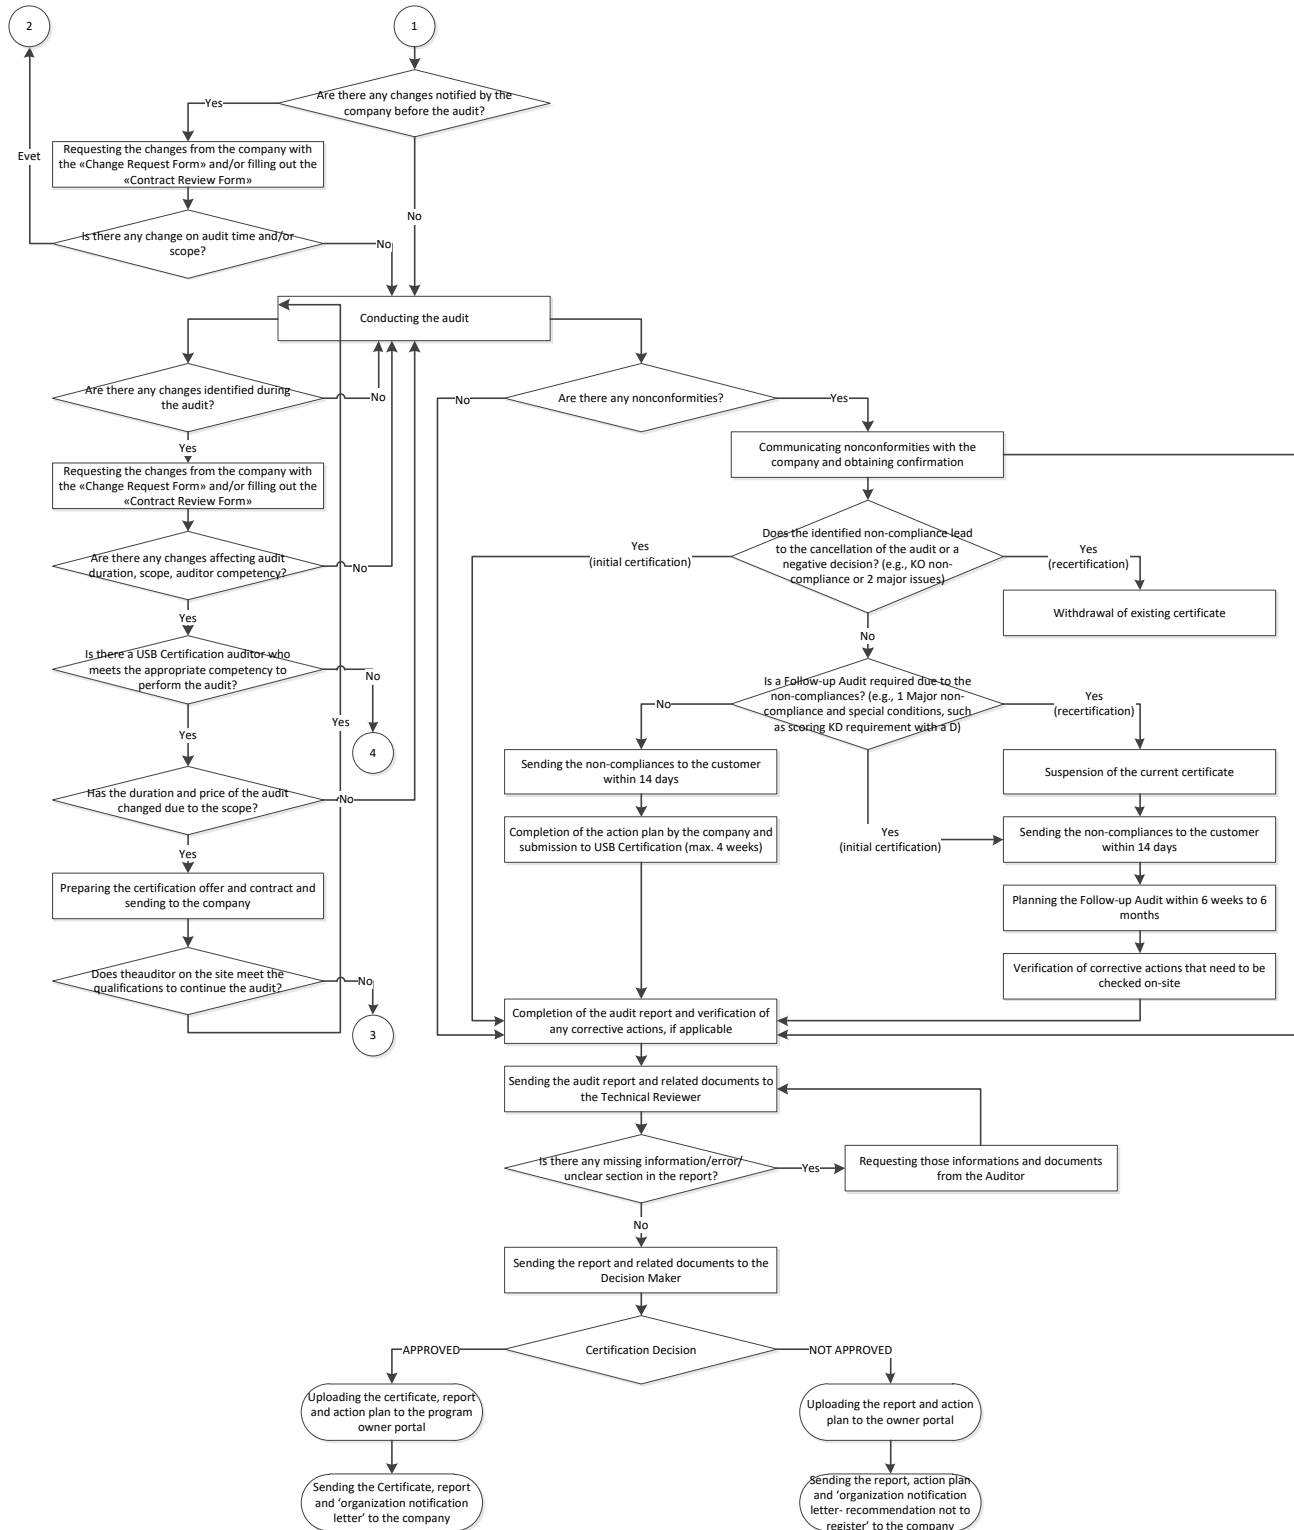 2
1
Are there any changes notified by the
company before the audit?
Yes
Requesting the changes from the company with
the «Change Request Form» and/or filling out the
«Contract Review Form»
Evet
No
Is there any change on audit time and/or
scope?
No
Conducting the audit
Are there any changes identified during
the audit?
No
Are there any nonconformities?
No
Yes
Yes
Communicating nonconformities with the
company and obtaining confirmation
Requesting the changes from the company with
the «Change Request Form» and/or filling out the
«Contract Review Form»
Does the identified non-compliance lead
to the cancellation of the audit or a
negative decision? (e.g., KO non-
compliance or 2 major issues)
Yes
(initial certification)
Yes
(recertification)
Are there any changes affecting audit
duration, scope, auditor competency?
No
Withdrawal of existing certificate
Yes
No
Is there a USB Certification auditor who
meets the appropriate competency to
perform the audit?
No
Is a Follow-up Audit required due to the
non-compliances? (e.g., 1 Major non-
compliance and special conditions, such
as scoring KD requirement with a D)
No
Yes
(recertification)
Yes
Yes
4
Sending the non-compliances to the customer
within 14 days
Suspension of the current certificate
Has the duration and price of the audit
changed due to the scope?
No
Completion of the action plan by the company and
submission to USB Certification (max. 4 weeks)
Yes
(initial certification)
Sending the non-compliances to the customer
within 14 days
Yes
Preparing the certification offer and contract and
sending to the company
Planning the Follow-up Audit within 6 weeks to 6
months
Does theauditor on the site meet the
qualifications to continue the audit?
No
Verification of corrective actions that need to be
checked on-site
3
Completion of the audit report and verification of
any corrective actions, if applicable
Sending the audit report and related documents to
the Technical Reviewer
Is there any missing information/error/
unclear section in the report?
Yes
Requesting those informations and documents
from the Auditor
No
Sending the report and related documents to the
Decision Maker
Certification Decision
APPROVED
NOT APPROVED
Uploading the certificate, report
and action plan to the program
owner portal
Uploading the report and action
plan to the owner portal
Sending the Certificate, report
and ‘organization notification
letter’ to the company
Sending the report, action plan
and ‘organization notification
letter- recommendation not to
register’ to the company